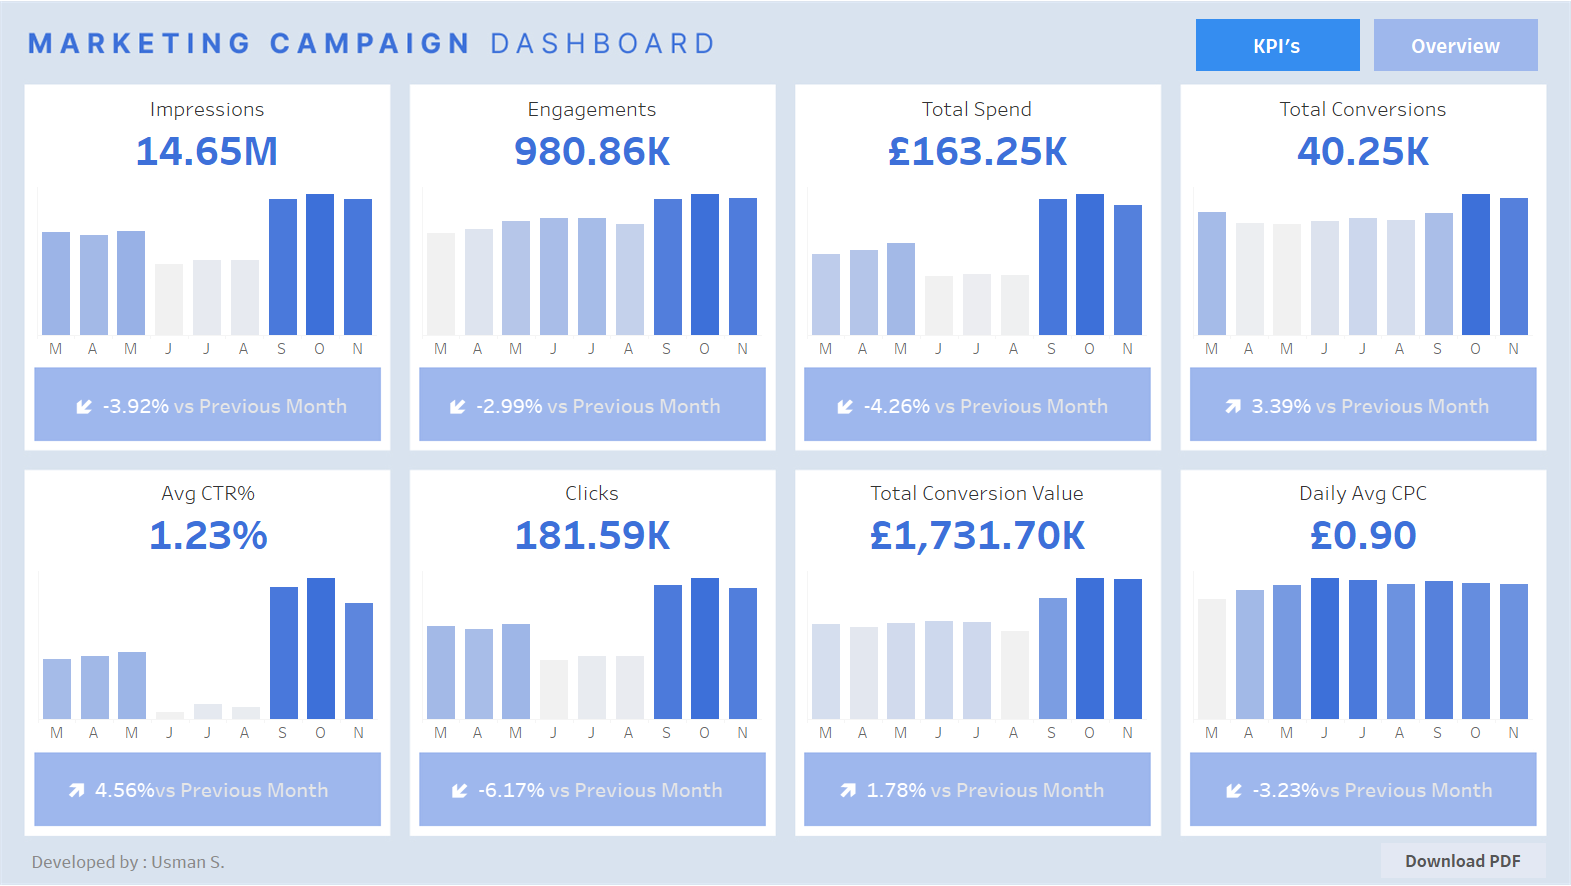 MARKETING CAMPAIGN DASHBOARD
KPI's
Overview
Impressions
14.65M
M A M J J A S O N
-3.92% vs Previous Month
Engagements
980.86K
M A M J J A S O N
-2.99% vs Previous Month
Total Spend
£163.25K
M A M J J A S O N
-4.26% vs Previous Month
Total Conversions
40.25K
M A M J J A S O N
3.39% vs Previous Month
Avg CTR%
1.23%
M A M J J A S O N
4.56%vs Previous Month
Clicks
181.59K
M A M J J A S O N
-6.17% vs Previous Month
Total Conversion Value
£1,731.70K
M A M J J A S O N
1.78% vs Previous Month
Daily Avg CPC
£0.90
M A M J J A S O N
-3.23%vs Previous Month
Developed by : Usman S.
Download PDF